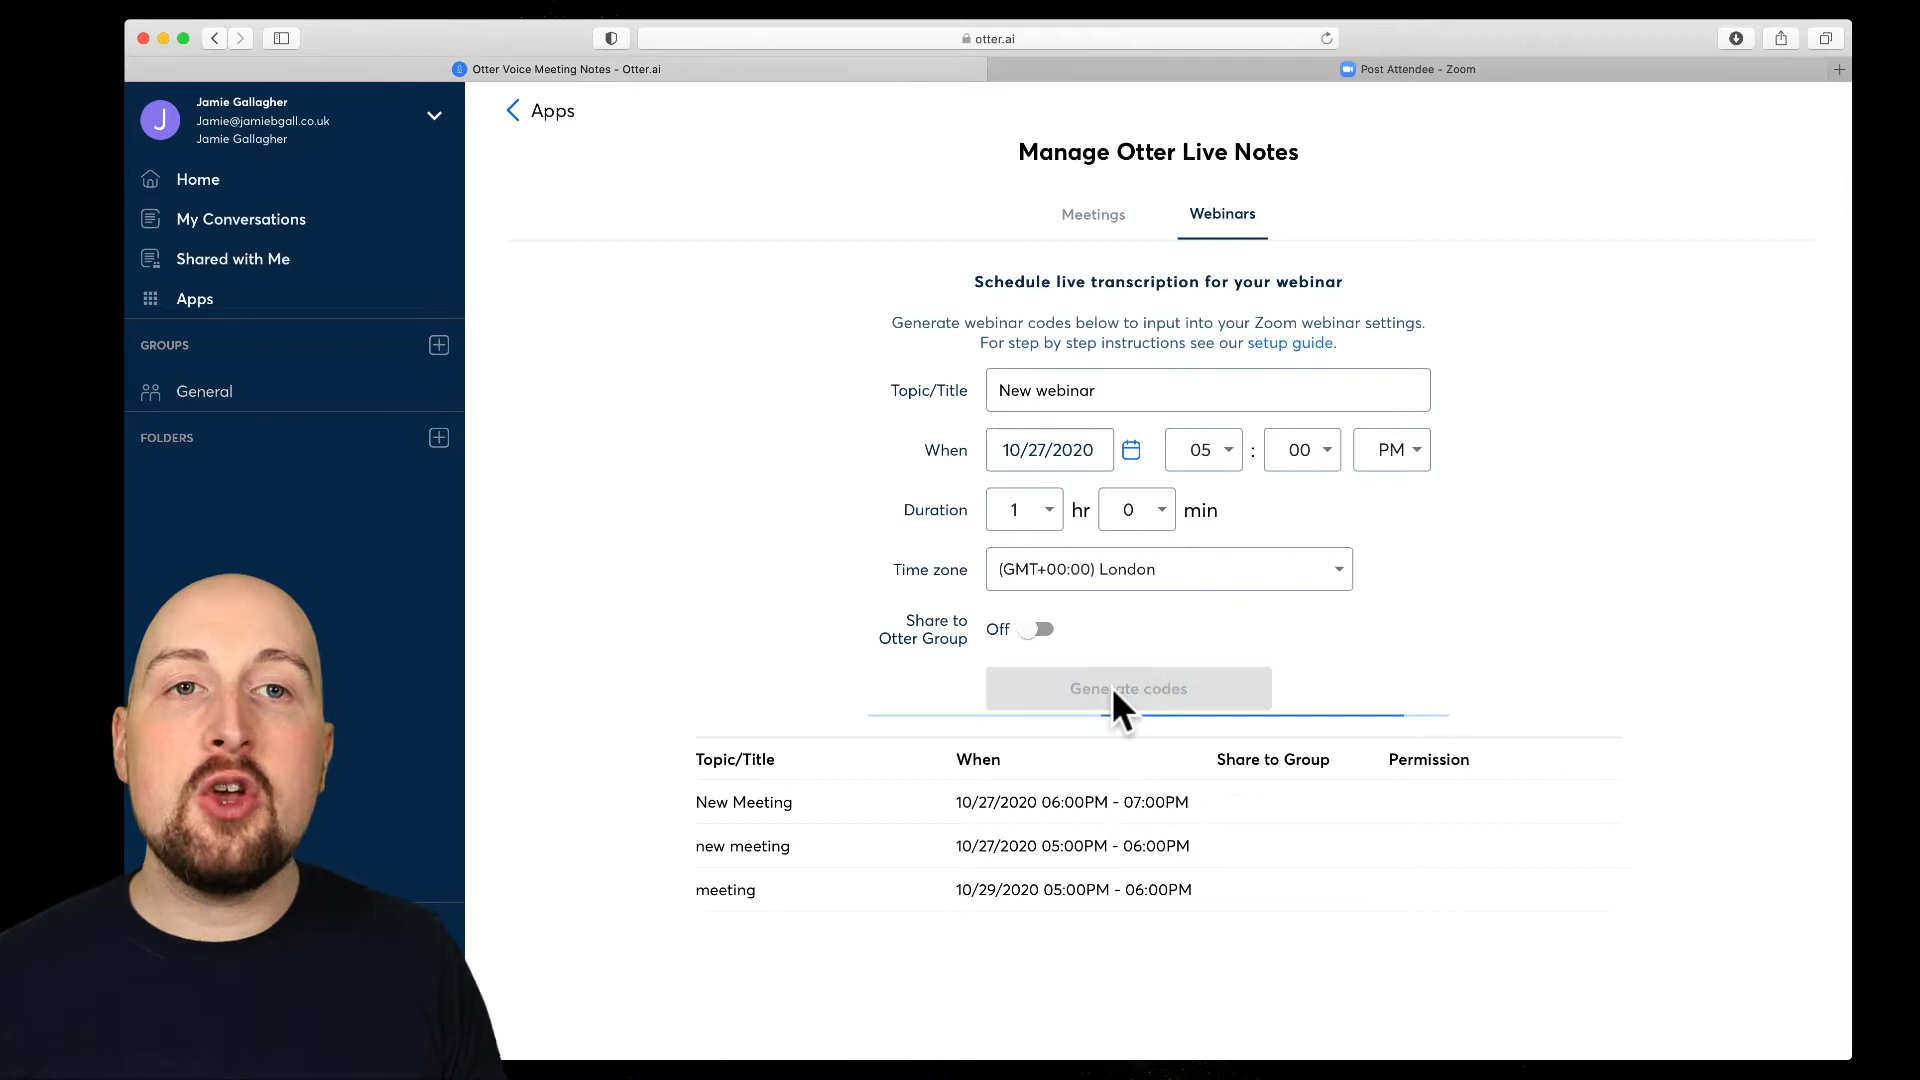 otter.ai
Otter Voice Meeting Notes - Otter.ai
Post Attendee - Zoom
J
Jamie Gallagher
Jamie@jamiebgall.co.uk
Jamie Gallagher
Home
My Conversations
Shared with Me
Apps
GROUPS
General
FOLDERS
Apps
Manage Otter Live Notes
Meetings Webinars
Schedule live transcription for your webinar
Generate webinar codes below to input into your Zoom webinar settings.
For step by step instructions see our setup guide.
Topic/Title New webinar
When 10/27/2020 05 : 00 PM
Duration 1 hr 0 min
Time zone (GMT+00:00) London
Share to
Otter Group Off
Generate codes
Topic/Title When Share to Group Permission
New Meeting 10/27/2020 06:00PM - 07:00PM
new meeting 10/27/2020 05:00PM - 06:00PM
meeting 10/29/2020 05:00PM - 06:00PM